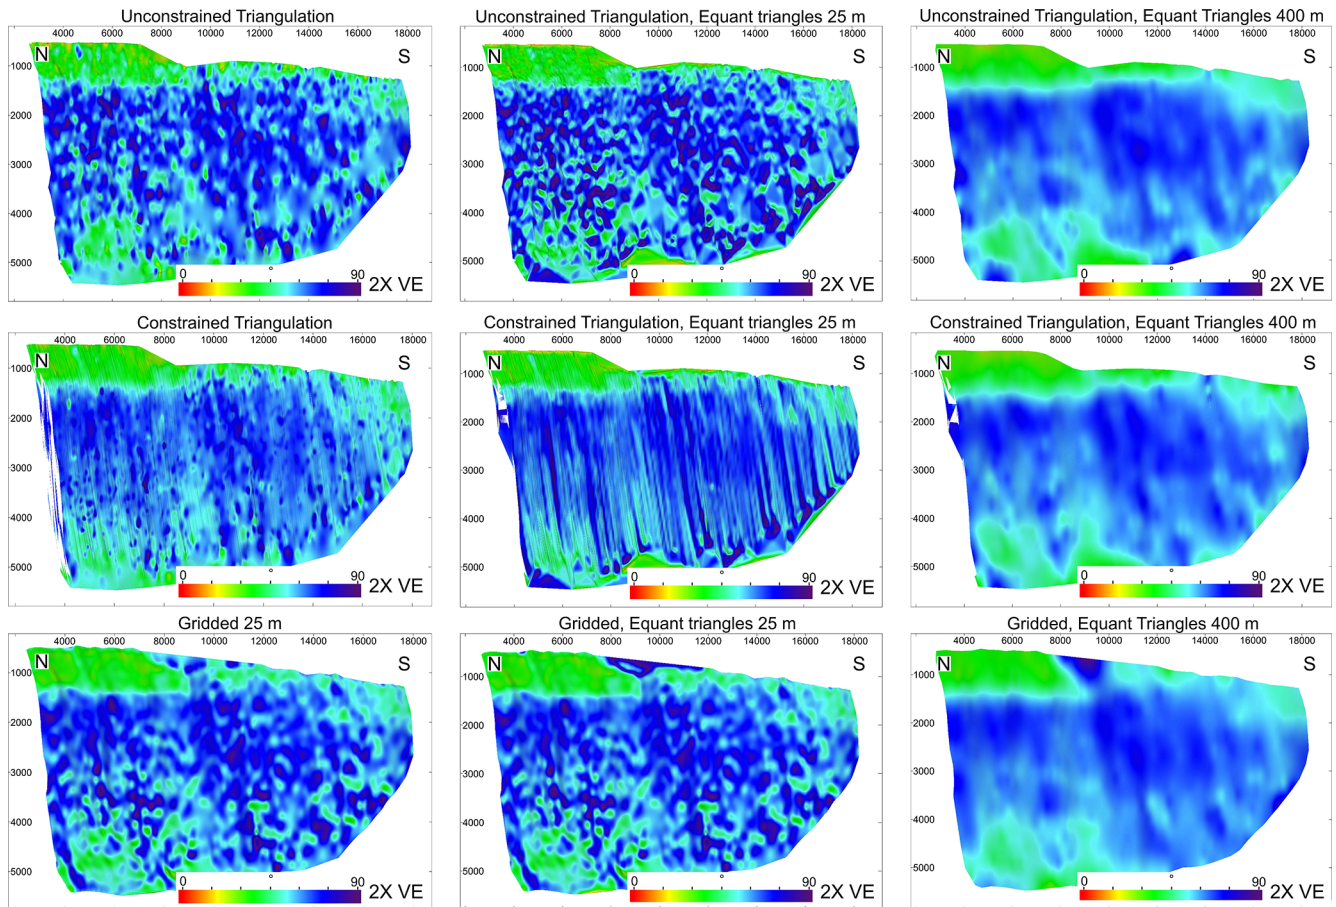 Unconstrained Triangulation
4000 6000 8000 10000 12000 14000 16000 18000
N S
1000
2000
3000
4000
5000
0 ° 90
2X VE
Unconstrained Triangulation, Equant triangles 25 m
4000 6000 8000 10000 12000 14000 16000 18000
N S
1000
2000
3000
4000
5000
0 ° 90
2X VE
Unconstrained Triangulation, Equant Triangles 400 m
4000 6000 8000 10000 12000 14000 16000 18000
N S
1000
2000
3000
4000
5000
0 ° 90
2X VE
Constrained Triangulation
4000 6000 8000 10000 12000 14000 16000 18000
N S
1000
2000
3000
4000
5000
0 ° 90
2X VE
Constrained Triangulation, Equant triangles 25 m
4000 6000 8000 10000 12000 14000 16000 18000
N S
1000
2000
3000
4000
5000
0 ° 90
2X VE
Constrained Triangulation, Equant Triangles 400 m
4000 6000 8000 10000 12000 14000 16000 18000
N S
1000
2000
3000
4000
5000
0 ° 90
2X VE
Gridded 25 m
4000 6000 8000 10000 12000 14000 16000 18000
N S
1000
2000
3000
4000
5000
0 ° 90
2X VE
Gridded, Equant triangles 25 m
4000 6000 8000 10000 12000 14000 16000 18000
N S
1000
2000
3000
4000
5000
0 ° 90
2X VE
Gridded, Equant Triangles 400 m
4000 6000 8000 10000 12000 14000 16000 18000
N S
1000
2000
3000
4000
5000
0 ° 90
2X VE